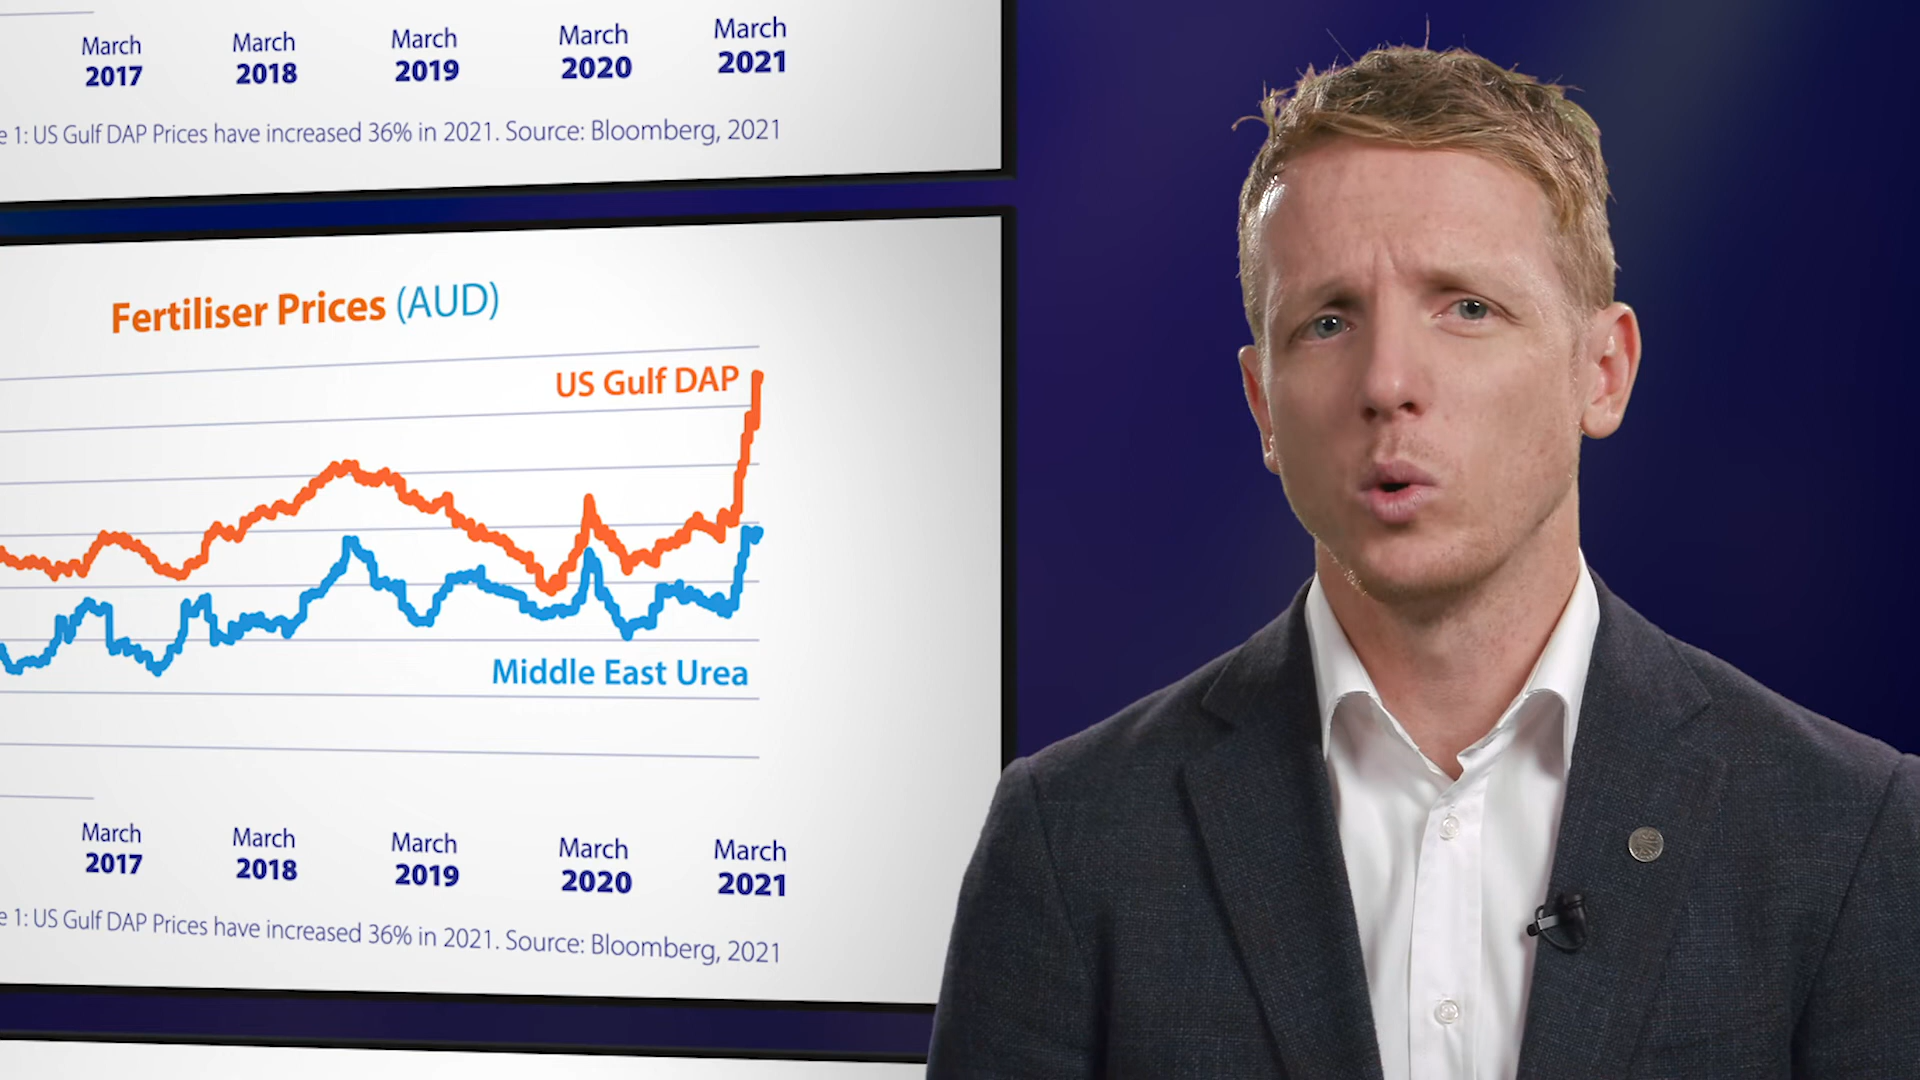 March March March March March
2017 2018 2019 2020 2021
e 1: US Gulf DAP Prices have increased 36% in 2021. Source: Bloomberg, 2021
Fertiliser Prices (AUD)
US Gulf DAP
Middle East Urea
March March March March March
2017 2018 2019 2020 2021
e 1: US Gulf DAP Prices have increased 36% in 2021. Source: Bloomberg, 2021